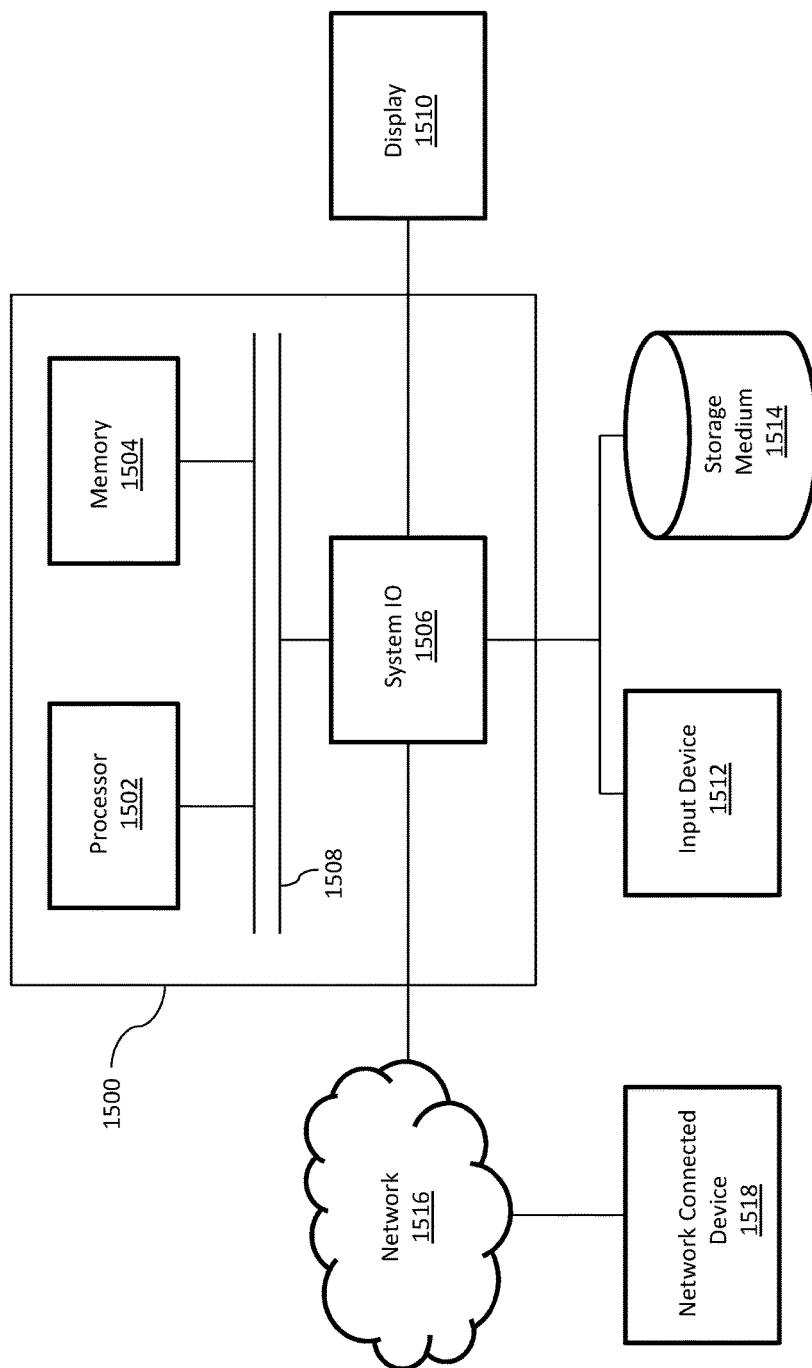 1500
Processor
1502
Memory
1504
1508
System IO
1506
Display
1510
Network
1516
Network Connected
Device
1518
Input Device
1512
Storage
Medium
1514